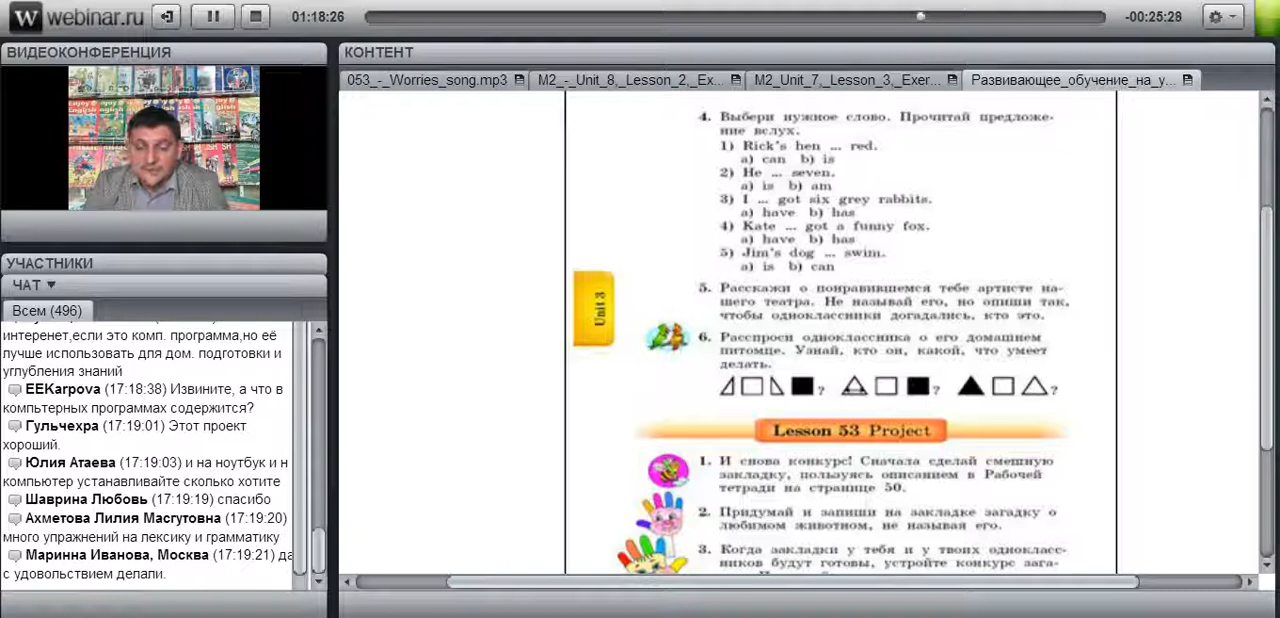 webinar.ru
01:18:26
-00:25:28
ВИДЕОКОНФЕРЕНЦИЯ
КОНТЕНТ
053_-_Worries_song.mp3
M2_-_Unit_8,_Lesson_2,_Ex...
M2_Unit_7,_Lesson_3,_Exer...
Развивающее_обучение_на_у...
УЧАСТНИКИ
ЧАТ
Всем (496)
интеренет,если это комп. программа,но её
лучше использовать для дом. подготовки и
углубления знаний
EEKarpova (17:18:38) Извините, а что в
компьтерных программах содержится?
Гульчехра (17:19:01) Этот проект
хороший.
Юлия Атаева (17:19:03) и на ноутбук и н
компьютер устанавливайте сколько хотите
Шаврина Любовь (17:19:19) спасибо
Ахметова Лилия Масгутовна (17:19:20)
много упражнений на лексику и грамматику
Маринна Иванова, Москва (17:19:21) да
с удовольствием делали.
4. Выбери нужное слово. Прочитай предложе-
ние вслух.
1) Rick's hen ... red.
a) can b) is
2) He ... seven.
a) is b) am
3) I ... got six grey rabbits.
a) have b) has
4) Kate ... got a funny fox.
a) have b) has
5) Jim's dog ... swim.
a) is b) can
Unit 3
5. Расскажи о понравившемся тебе артисте на-
шего театра. Не называй его, но опиши так,
чтобы одноклассники догадались, кто это.
6. Расспроси одноклассника о его домашнем
питомце. Узнай, кто он, какой, что умеет
делать.
? ? ?
Lesson 53 Project
1. И снова конкурс! Сначала сделай смешную
закладку, пользуясь описанием в Рабочей
тетради на странице 50.
2. Придумай и запиши на закладке загадку о
любимом животном, не называя его.
3. Когда закладки у тебя и у твоих однокласс-
ников будут готовы, устройте конкурс зага-